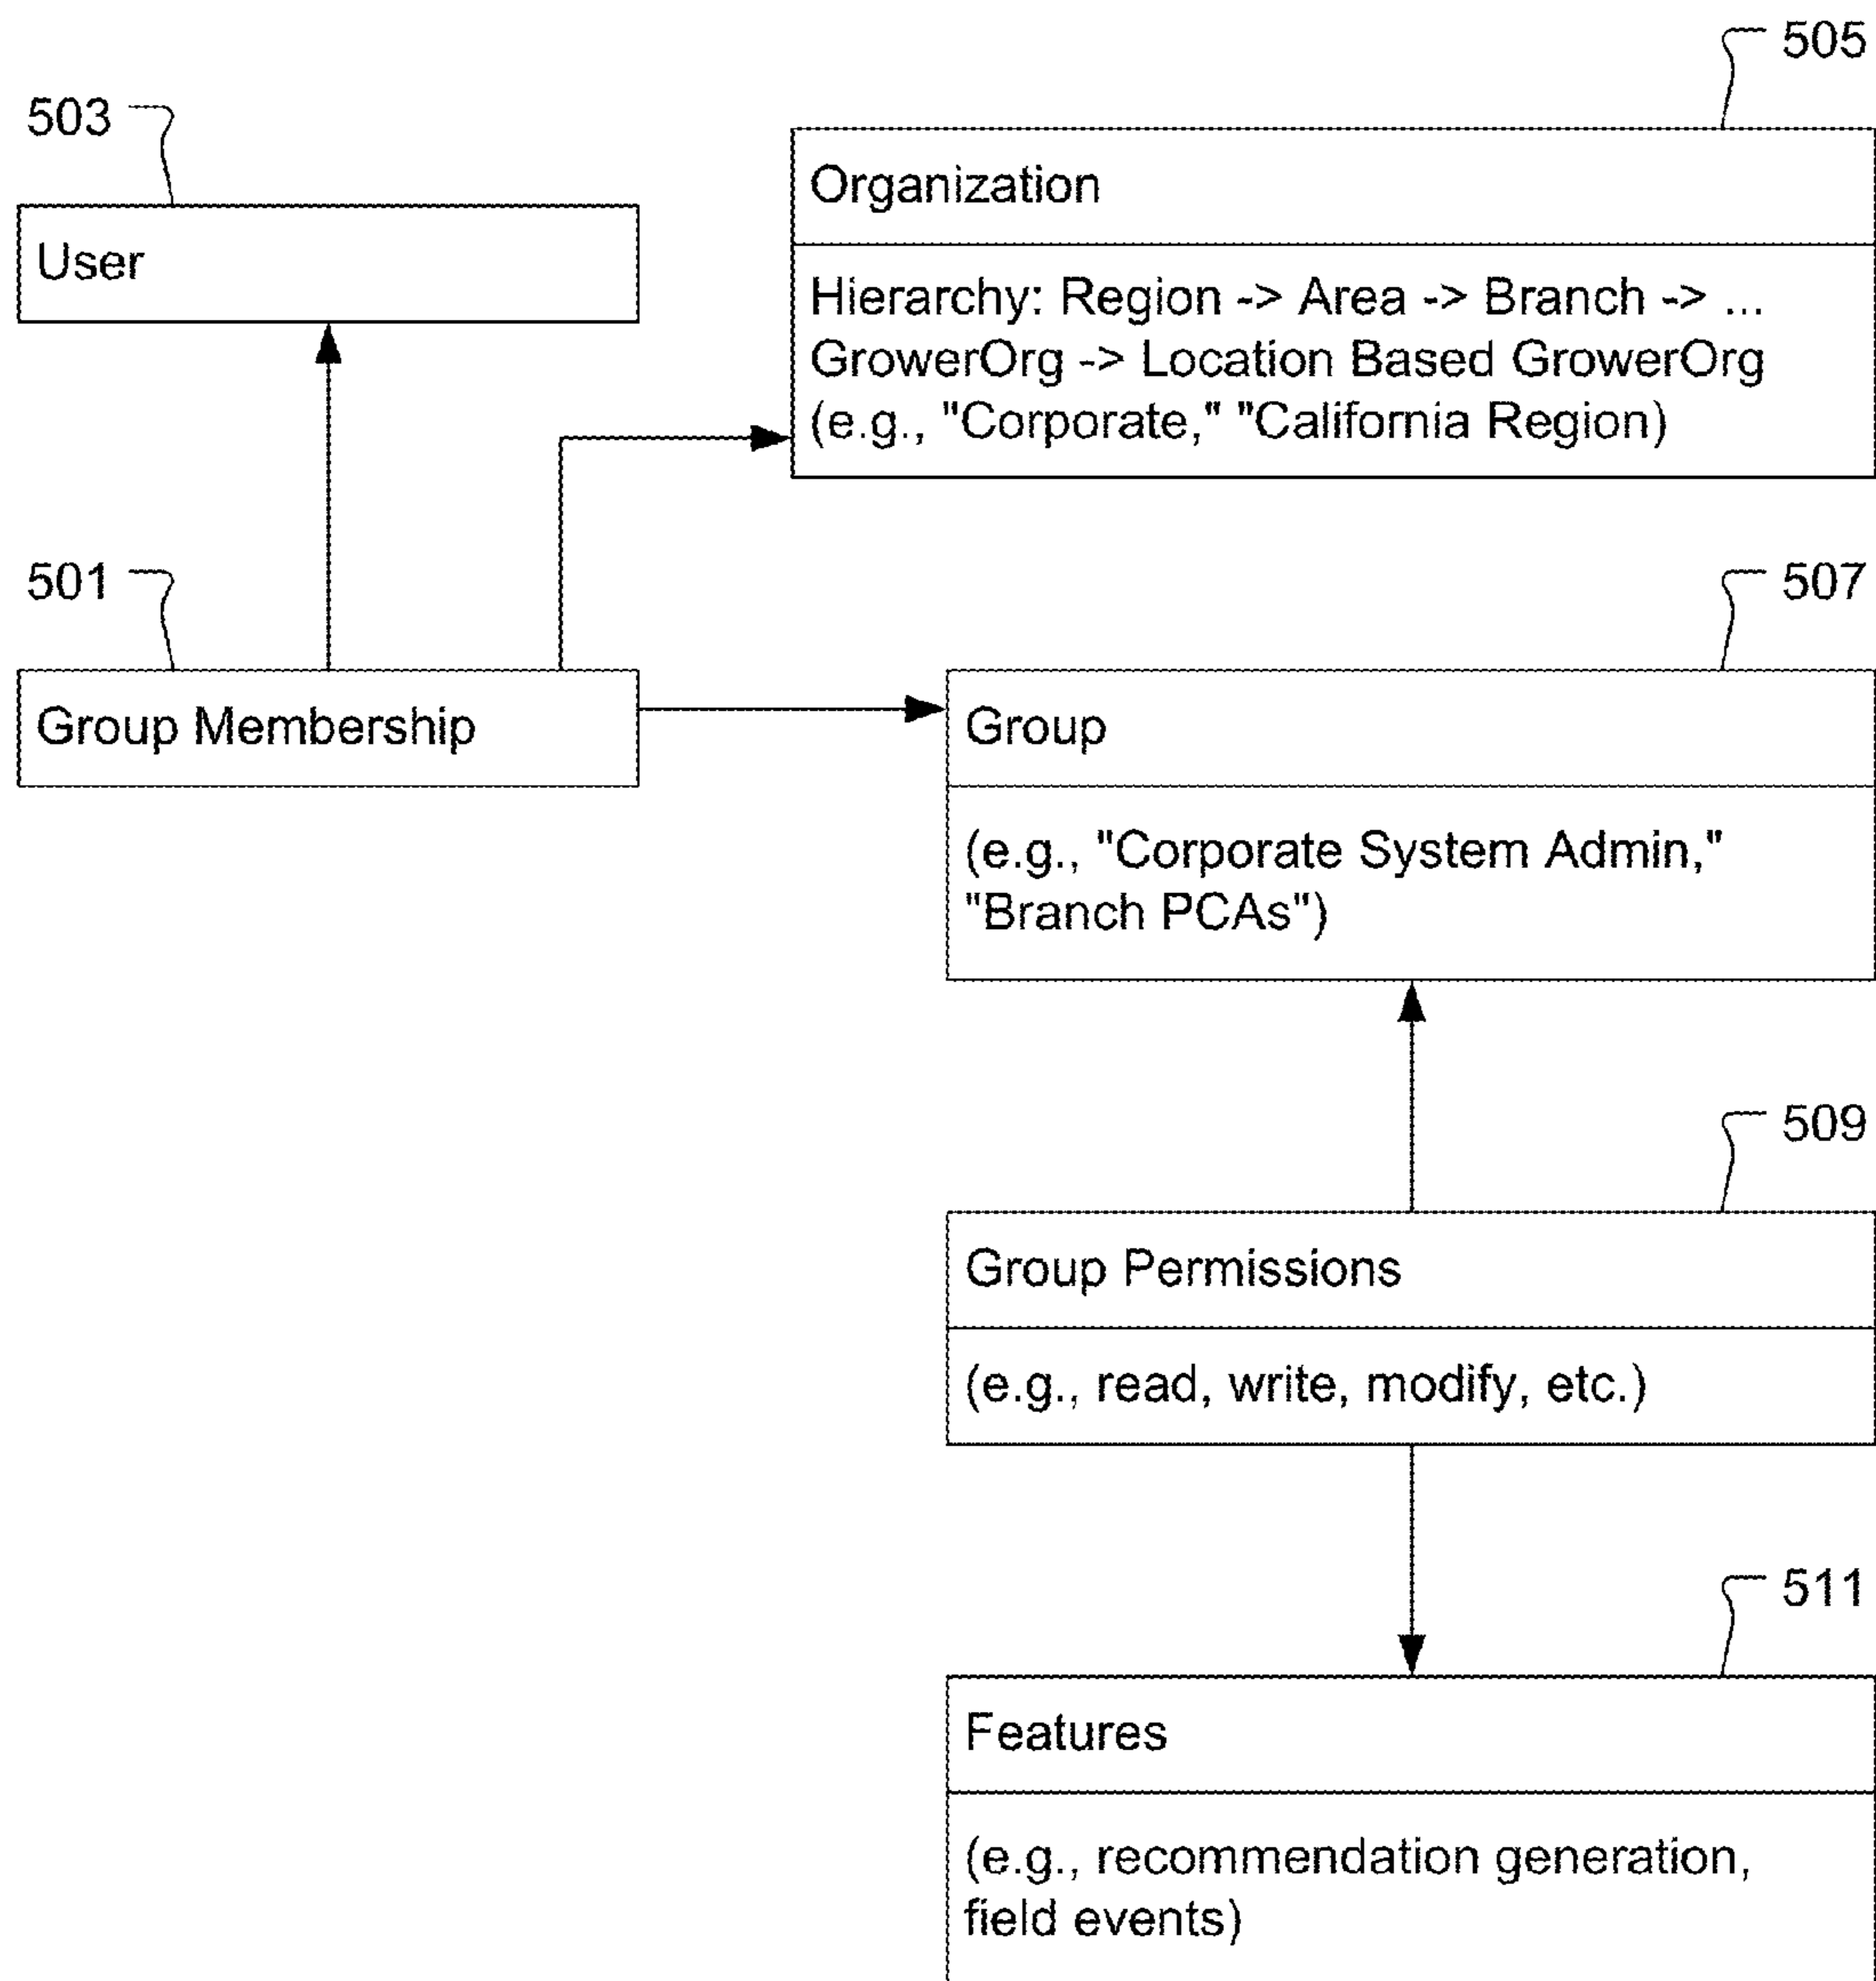 505
503
Organization
User
Hierarchy: Region -> Area -> Branch -> ...
GrowerOrg -> Location Based GrowerOrg
(e.g., "Corporate," "California Region)
501
507
Group Membership
Group
(e.g., "Corporate System Admin,"
"Branch PCAs")
509
Group Permissions
(e.g., read, write, modify, etc.)
511
Features
(e.g., recommendation generation,
field events)